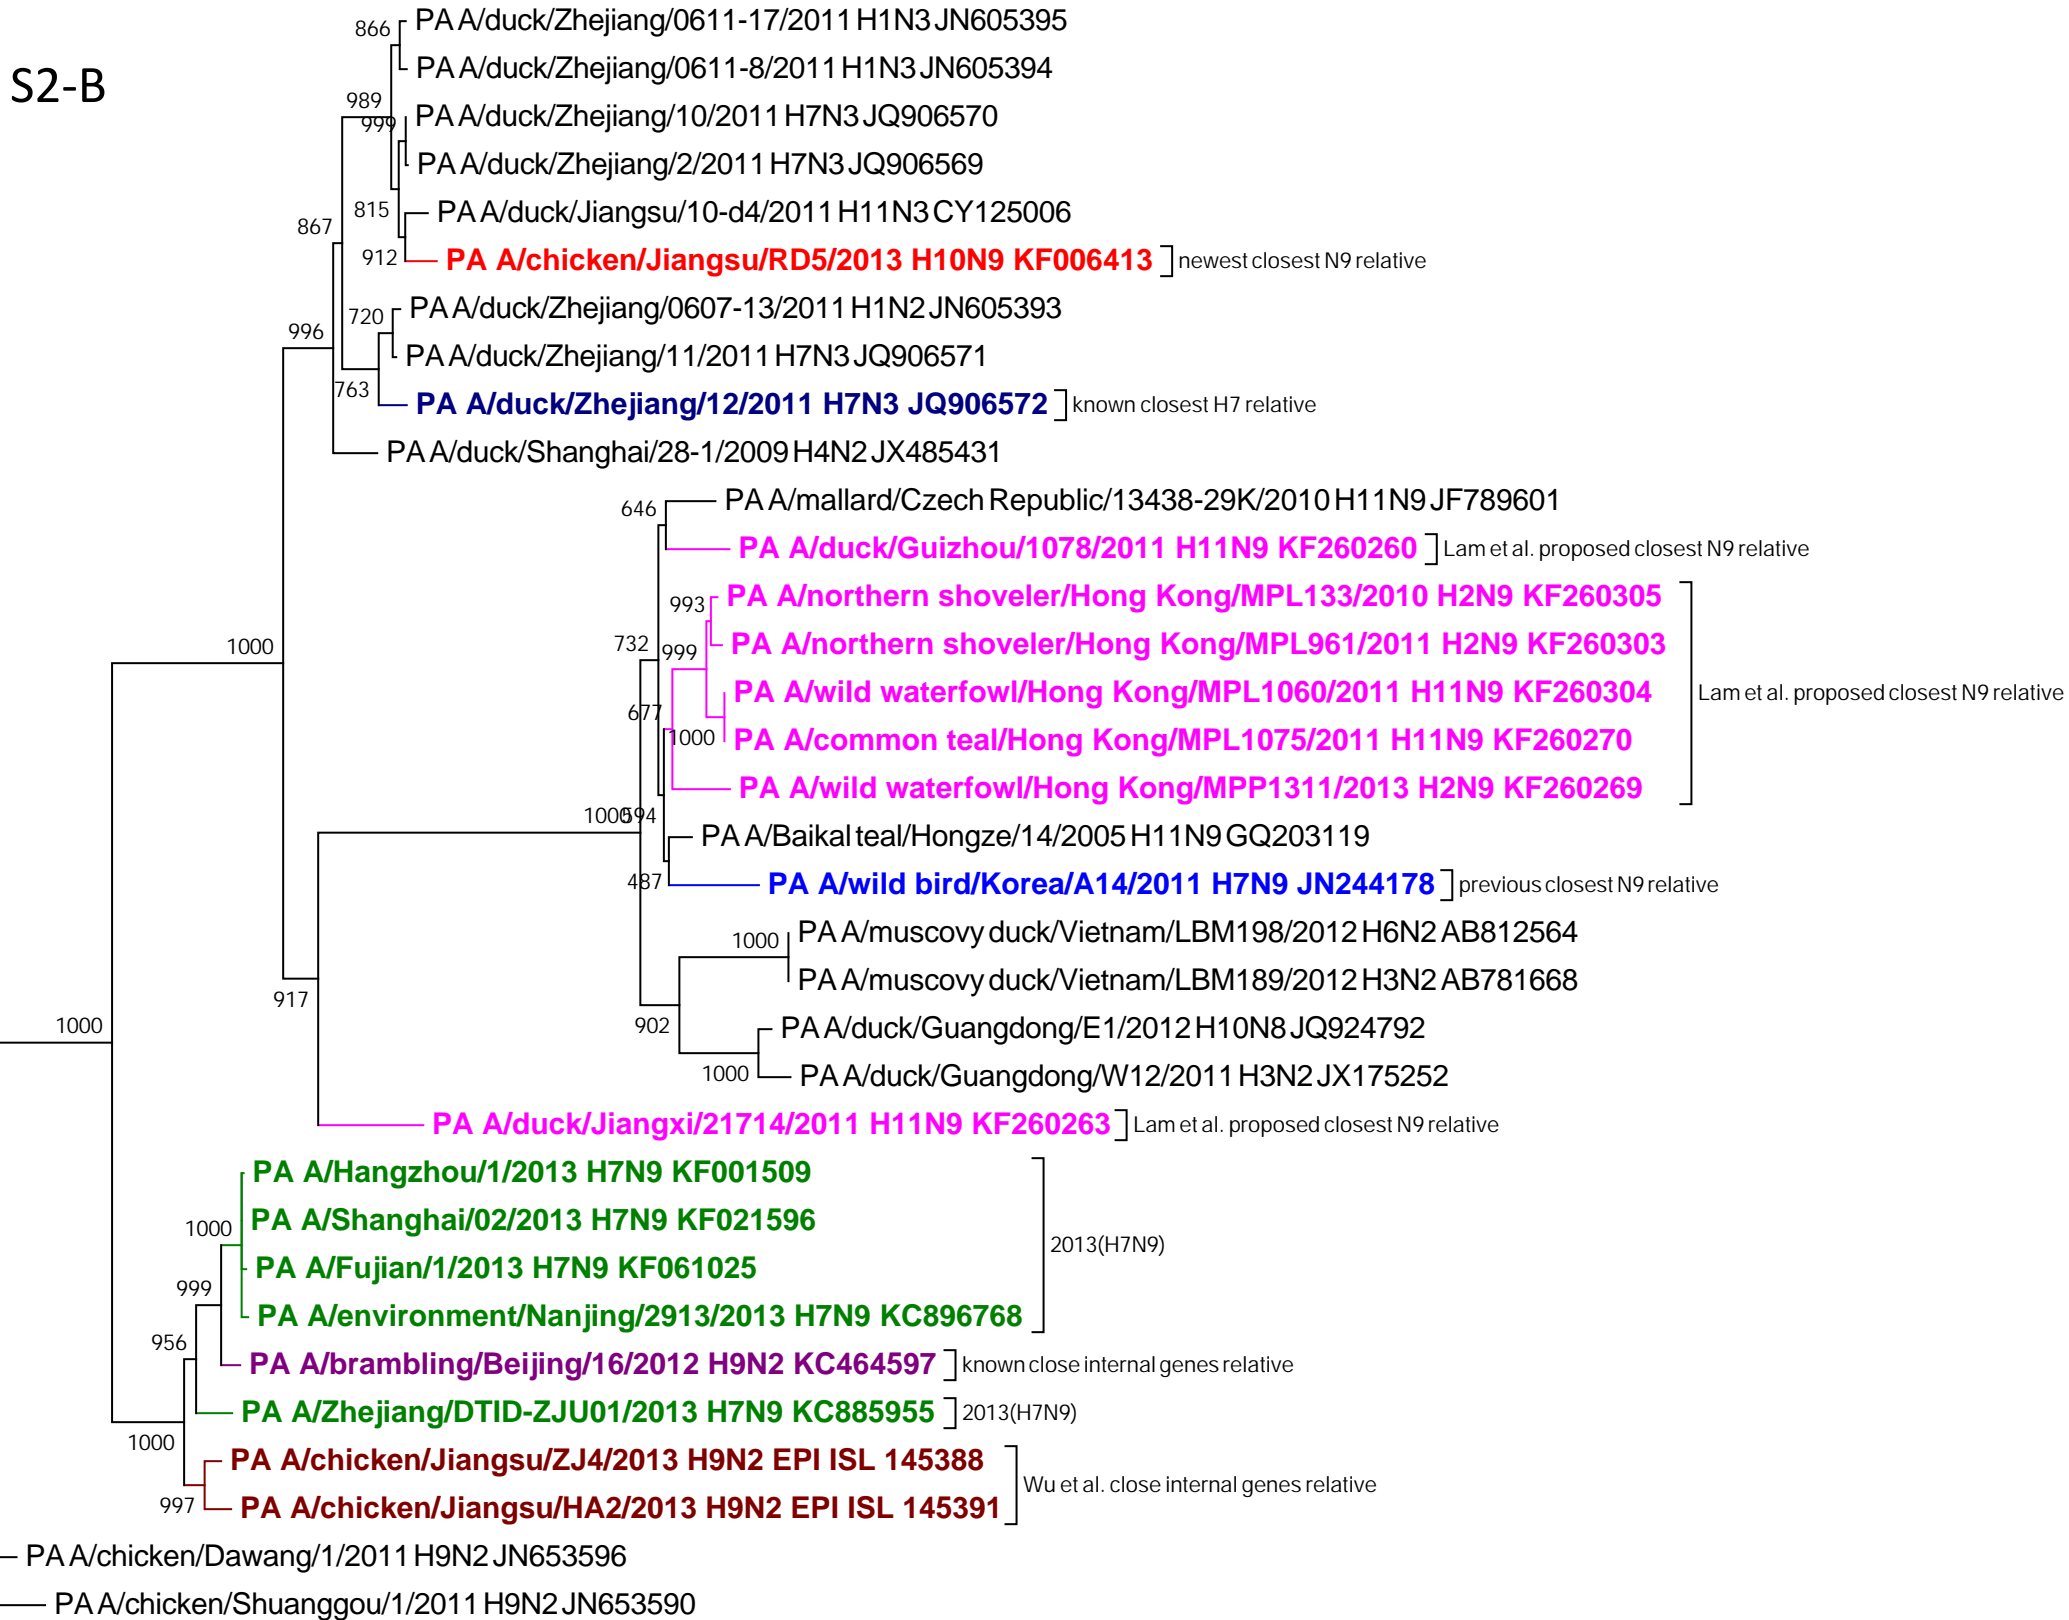 S2-B
866
PA A/duck/Zhejiang/0611-17/2011 H1N3 JN605395
PA A/duck/Zhejiang/0611-8/2011 H1N3 JN605394
989
999
PA A/duck/Zhejiang/10/2011 H7N3 JQ906570
PA A/duck/Zhejiang/2/2011 H7N3 JQ906569
815
PA A/duck/Jiangsu/10-d4/2011 H11N3 CY125006
867
912
PA A/chicken/Jiangsu/RD5/2013 H10N9 KF006413 newest closest N9 relative
PA A/duck/Zhejiang/0607-13/2011 H1N2 JN605393
720
996
PA A/duck/Zhejiang/11/2011 H7N3 JQ906571
763
PA A/duck/Zhejiang/12/2011 H7N3 JQ906572 known closest H7 relative
PA A/duck/Shanghai/28-1/2009 H4N2 JX485431
PA A/mallard/Czech Republic/13438-29K/2010 H11N9 JF789601
646
PA A/duck/Guizhou/1078/2011 H11N9 KF260260 Lam et al. proposed closest N9 relative
993
PA A/northern shoveler/Hong Kong/MPL133/2010 H2N9 KF260305
1000
732
999
PA A/northern shoveler/Hong Kong/MPL961/2011 H2N9 KF260303
PA A/wild waterfowl/Hong Kong/MPL1060/2011 H11N9 KF260304
Lam et al. proposed closest N9 relative
677
1000
PA A/common teal/Hong Kong/MPL1075/2011 H11N9 KF260270
PA A/wild waterfowl/Hong Kong/MPP1311/2013 H2N9 KF260269
1000
594
PA A/Baikal teal/Hongze/14/2005 H11N9 GQ203119
487
PA A/wild bird/Korea/A14/2011 H7N9 JN244178 previous closest N9 relative
PA A/muscovy duck/Vietnam/LBM198/2012 H6N2 AB812564
1000
PA A/muscovy duck/Vietnam/LBM189/2012 H3N2 AB781668
917
902
PA A/duck/Guangdong/E1/2012 H10N8 JQ924792
1000
1000
PA A/duck/Guangdong/W12/2011 H3N2 JX175252
PA A/duck/Jiangxi/21714/2011 H11N9 KF260263 Lam et al. proposed closest N9 relative
PA A/Hangzhou/1/2013 H7N9 KF001509
1000
PA A/Shanghai/02/2013 H7N9 KF021596
2013(H7N9)
PA A/Fujian/1/2013 H7N9 KF061025
999
PA A/environment/Nanjing/2913/2013 H7N9 KC896768
956
PA A/brambling/Beijing/16/2012 H9N2 KC464597 known close internal genes relative
PA A/Zhejiang/DTID-ZJU01/2013 H7N9 KC885955 2013(H7N9)
1000
PA A/chicken/Jiangsu/ZJ4/2013 H9N2 EPI ISL 145388
Wu et al. close internal genes relative
997
PA A/chicken/Jiangsu/HA2/2013 H9N2 EPI ISL 145391
PA A/chicken/Dawang/1/2011 H9N2 JN653596
PA A/chicken/Shuanggou/1/2011 H9N2 JN653590